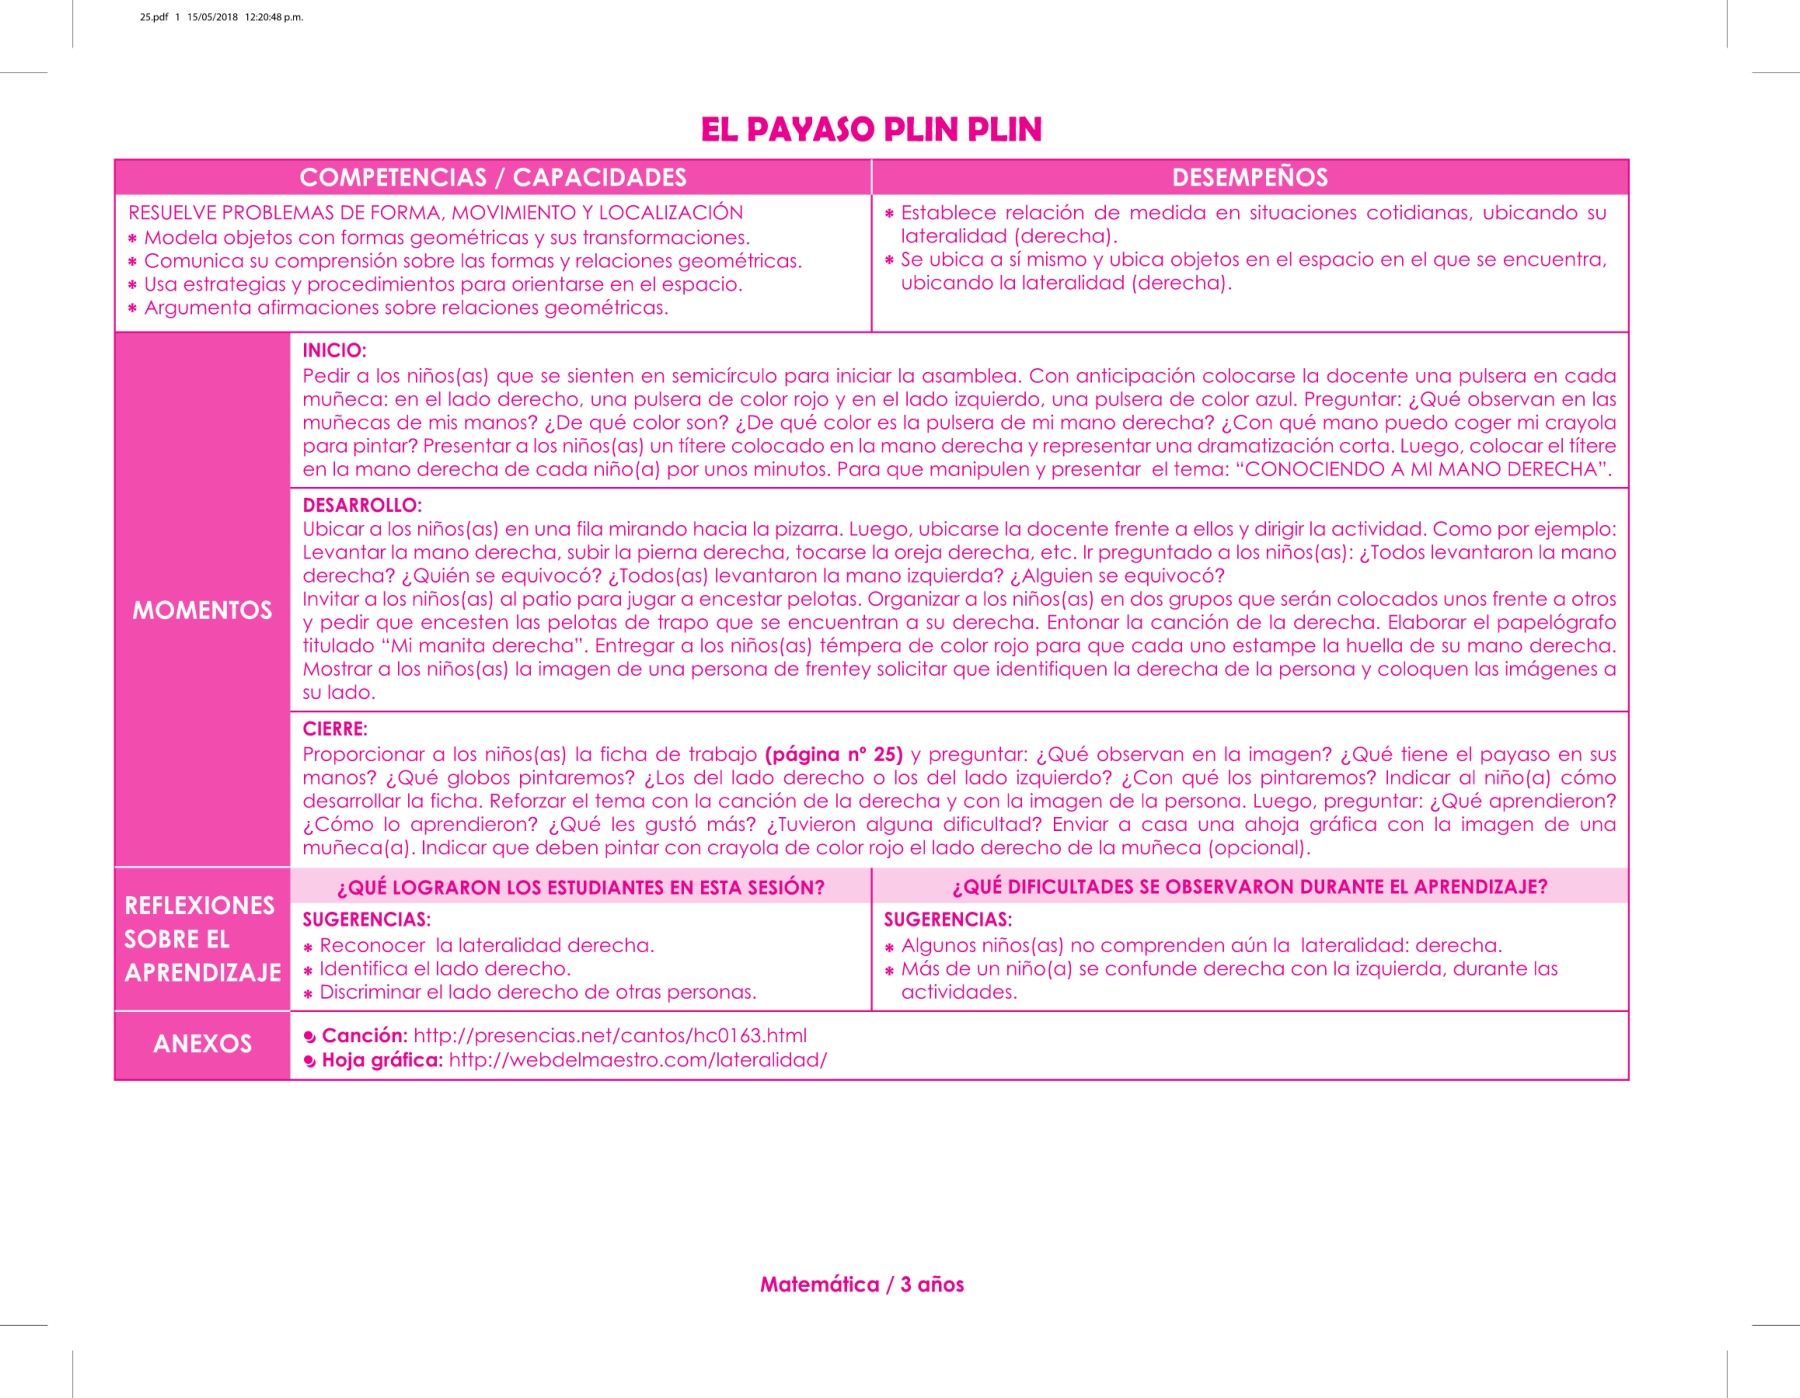 25.pdf 1 15/05/2018 12:20:48 p.m.
EL PAYASO PLIN PLIN
COMPETENCIAS / CAPACIDADES
RESUELVE PROBLEMAS DE FORMA, MOVIMIENTO Y LOCALIZACIÓN
* Modela objetos con formas geométricas y sus transformaciones.
* Comunica su comprensión sobre las formas y relaciones geométricas.
* Usa estrategias y procedimientos para orientarse en el espacio.
* Argumenta afirmaciones sobre relaciones geométricas.
DESEMPEÑOS
* Establece relación de medida en situaciones cotidianas, ubicando su
lateralidad (derecha).
* Se ubica a sí mismo y ubica objetos en el espacio en el que se encuentra,
ubicando la lateralidad (derecha).
MOMENTOS
INICIO:
Pedir a los niños(as) que se sienten en semicírculo para iniciar la asamblea. Con anticipación colocarse la docente una pulsera en cada
muñeca: en el lado derecho, una pulsera de color rojo y en el lado izquierdo, una pulsera de color azul. Preguntar: ¿Qué observan en las
muñecas de mis manos? ¿De qué color son? ¿De qué color es la pulsera de mi mano derecha? ¿Con qué mano puedo coger mi crayola
para pintar? Presentar a los niños(as) un títere colocado en la mano derecha y representar una dramatización corta. Luego, colocar el títere
en la mano derecha de cada niño(a) por unos minutos. Para que manipulen y presentar el tema: “CONOCIENDO A MI MANO DERECHA”.
DESARROLLO:
Ubicar a los niños(as) en una fila mirando hacia la pizarra. Luego, ubicarse la docente frente a ellos y dirigir la actividad. Como por ejemplo:
Levantar la mano derecha, subir la pierna derecha, tocarse la oreja derecha, etc. Ir preguntado a los niños(as): ¿Todos levantaron la mano
derecha? ¿Quién se equivocó? ¿Todos(as) levantaron la mano izquierda? ¿Alguien se equivocó?
Invitar a los niños(as) al patio para jugar a encestar pelotas. Organizar a los niños(as) en dos grupos que serán colocados unos frente a otros
y pedir que encesten las pelotas de trapo que se encuentran a su derecha. Entonar la canción de la derecha. Elaborar el papelógrafo
titulado “Mi manita derecha”. Entregar a los niños(as) témpera de color rojo para que cada uno estampe la huella de su mano derecha.
Mostrar a los niños(as) la imagen de una persona de frentey solicitar que identifiquen la derecha de la persona y coloquen las imágenes a
su lado.
CIERRE:
Proporcionar a los niños(as) la ficha de trabajo (página nº 25) y preguntar: ¿Qué observan en la imagen? ¿Qué tiene el payaso en sus
manos? ¿Qué globos pintaremos? ¿Los del lado derecho o los del lado izquierdo? ¿Con qué los pintaremos? Indicar al niño(a) cómo
desarrollar la ficha. Reforzar el tema con la canción de la derecha y con la imagen de la persona. Luego, preguntar: ¿Qué aprendieron?
¿Cómo lo aprendieron? ¿Qué les gustó más? ¿Tuvieron alguna dificultad? Enviar a casa una ahoja gráfica con la imagen de una
muñeca(a). Indicar que deben pintar con crayola de color rojo el lado derecho de la muñeca (opcional).
REFLEXIONES
SOBRE EL
APRENDIZAJE
¿QUÉ LOGRARON LOS ESTUDIANTES EN ESTA SESIÓN?
SUGERENCIAS:
* Reconocer la lateralidad derecha.
* Identifica el lado derecho.
* Discriminar el lado derecho de otras personas.
¿QUÉ DIFICULTADES SE OBSERVARON DURANTE EL APRENDIZAJE?
SUGERENCIAS:
* Algunos niños(as) no comprenden aún la lateralidad: derecha.
* Más de un niño(a) se confunde derecha con la izquierda, durante las
actividades.
ANEXOS
Canción: http://presencias.net/cantos/hc0163.html
Hoja gráfica: http://webdelmaestro.com/lateralidad/
Matemática / 3 años